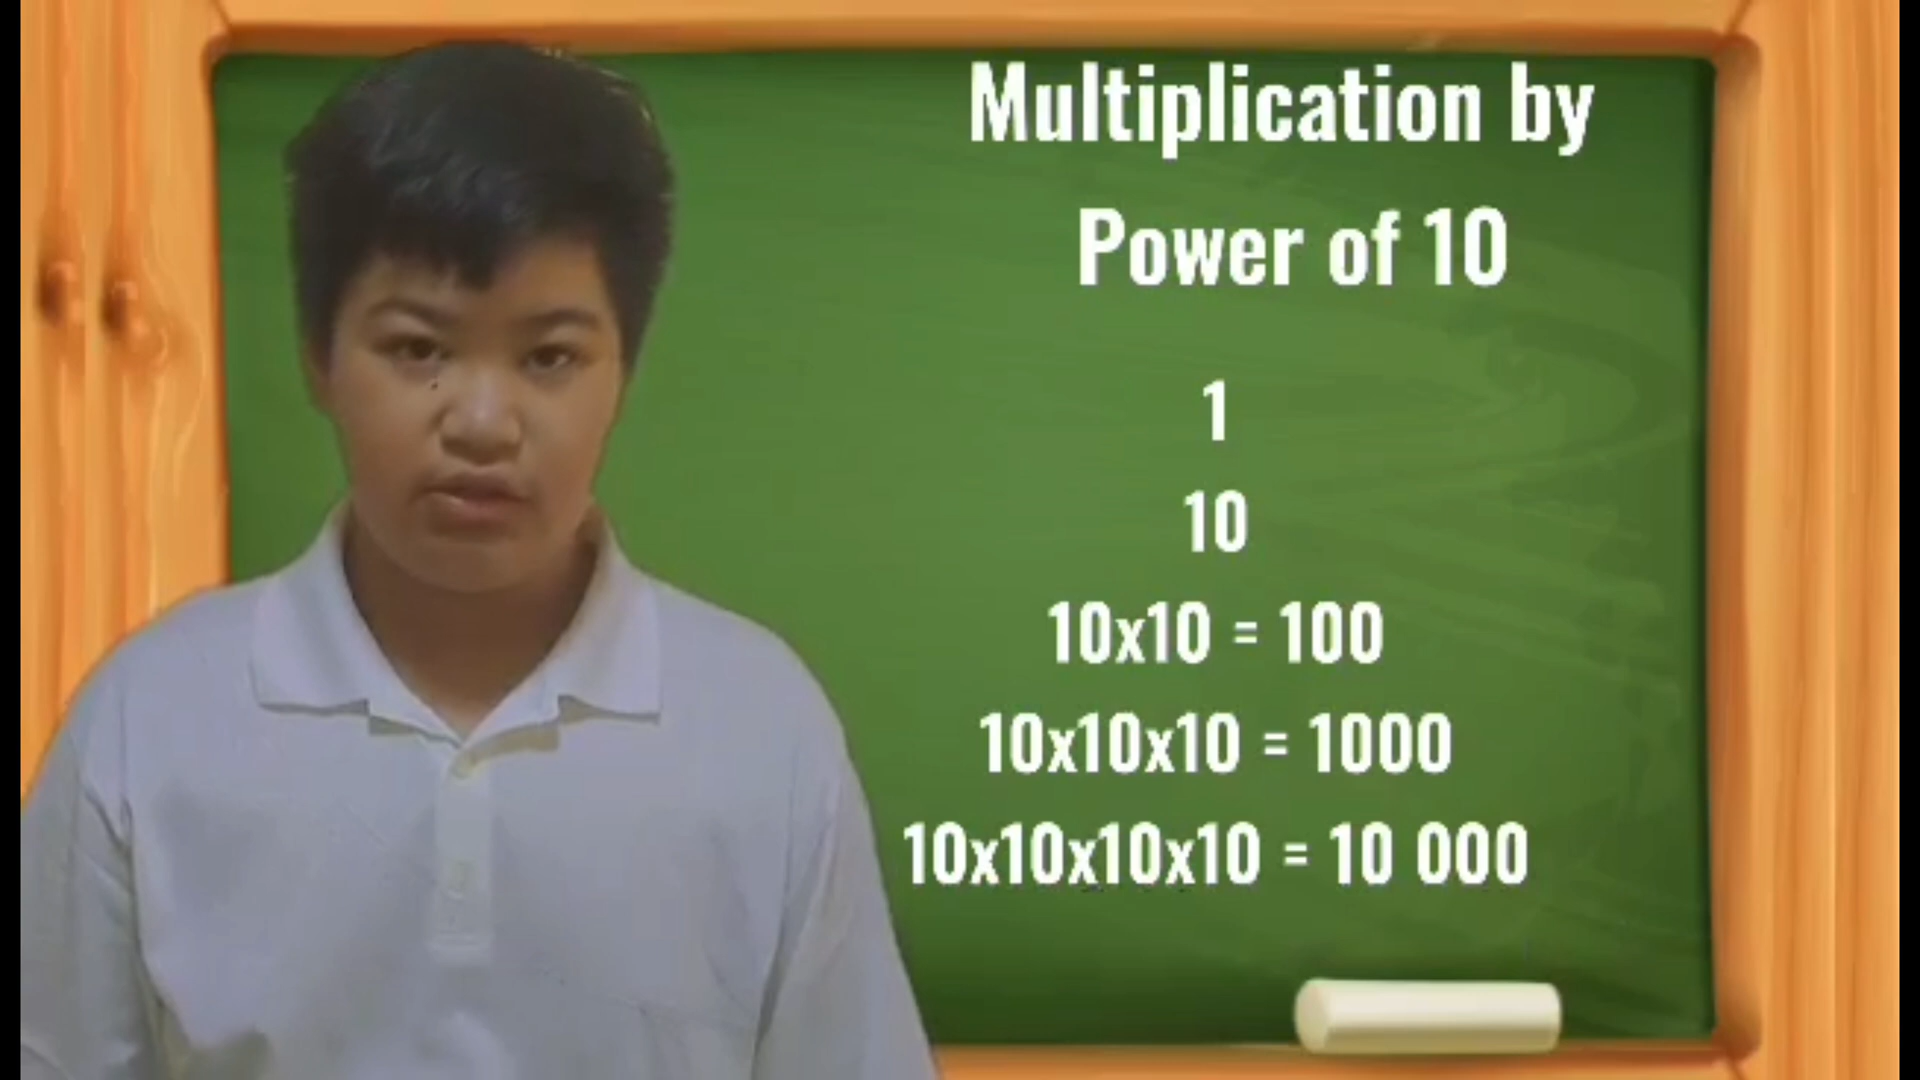 Multiplication by
Power of 10
1
10
10x10 = 100
10x10x10 = 1000
10x10x10x10 = 10 000